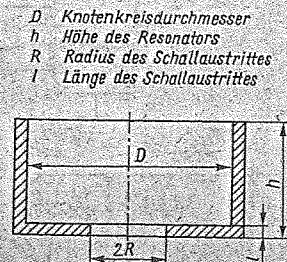 D Knotenkreisdurchmesser
h Höhe des Resonators
R Radius des Schallaustrittes
l Länge des Schallaustrittes
D
h
2R
l